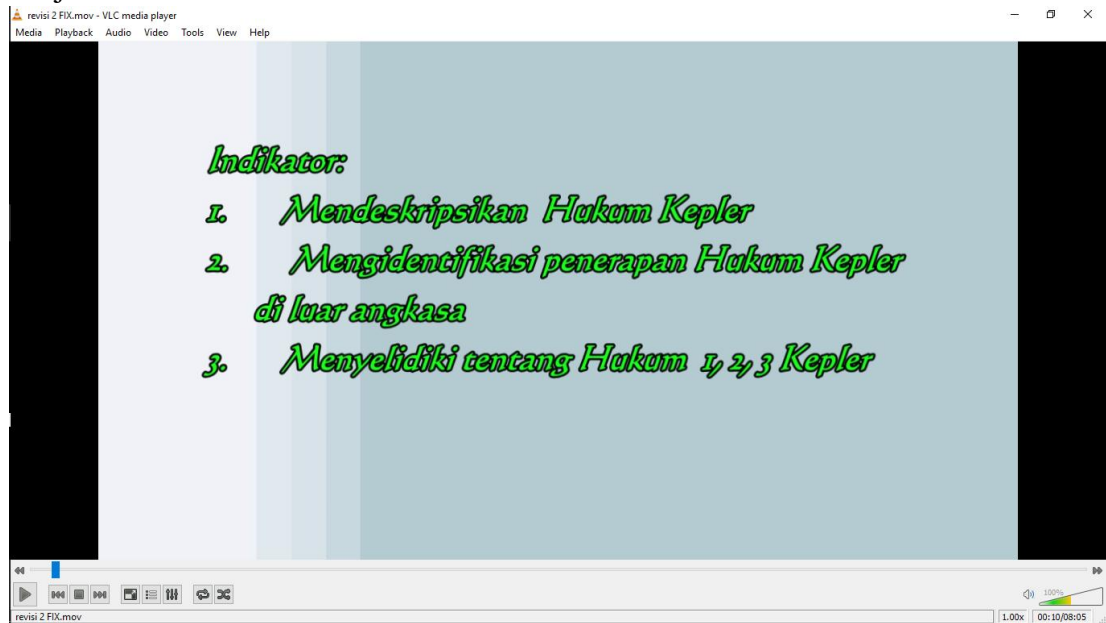 revisi 2 FIX.mov - VLC media player
Media Playback Audio Video Tools View Help
Indikator:
1. Mendeskripsikan Hukum Kepler
2. Mengidentifikasi penerapan Hukum Kepler
di luar angkasa
3. Menyelidiki tentang Hukum 1, 2, 3 Kepler
100%
revisi 2 FIX.mov 1.00x 00:10/08:05